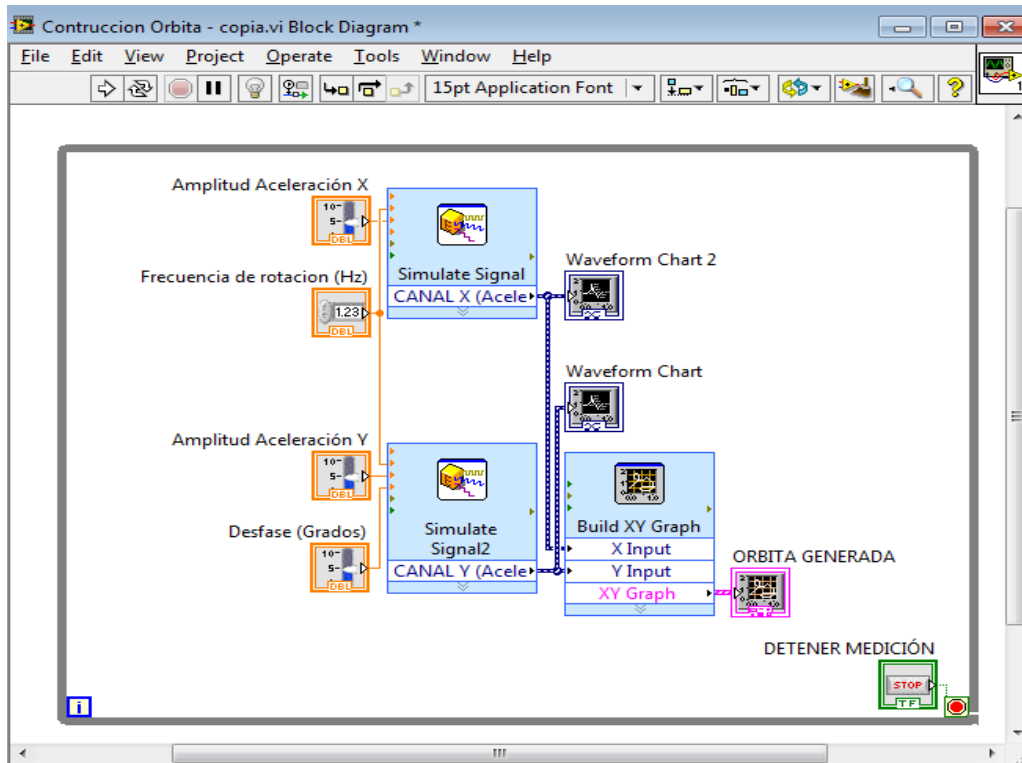 Contruccion Orbita - copia.vi Block Diagram *
File Edit View Project Operate Tools Window Help
15pt Application Font
1
Amplitud Aceleración X
10
5
DBL
Simulate Signal
CANAL X (Acele
Frecuencia de rotacion (Hz)
1.23
DBL
Waveform Chart 2
Waveform Chart
Amplitud Aceleración Y
10
5
DBL
Simulate
Signal2
CANAL Y (Acele
Desfase (Grados)
10
5
DBL
Build XY Graph
X Input
Y Input
XY Graph
ORBITA GENERADA
DETENER MEDICIÓN
STOP
TF
i